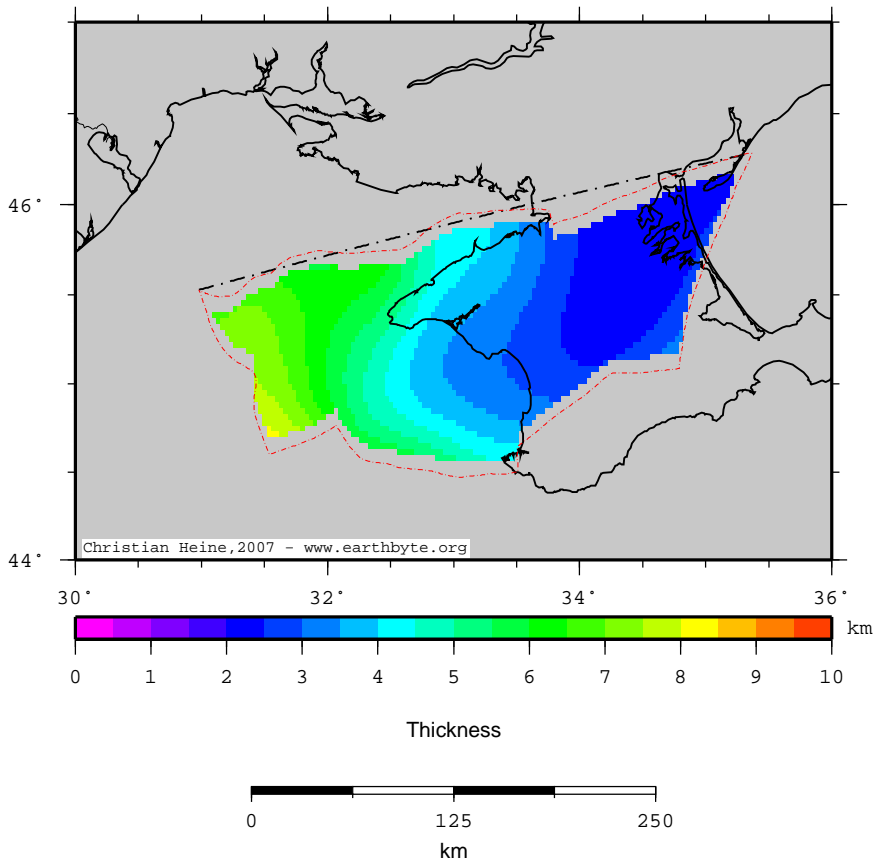 46°
Christian Heine,2007 - www.earthbyte.org
44°
30° 32° 34° 36°
km
0 1 2 3 4 5 6 7 8 9 10
Thickness
0 125 250
km